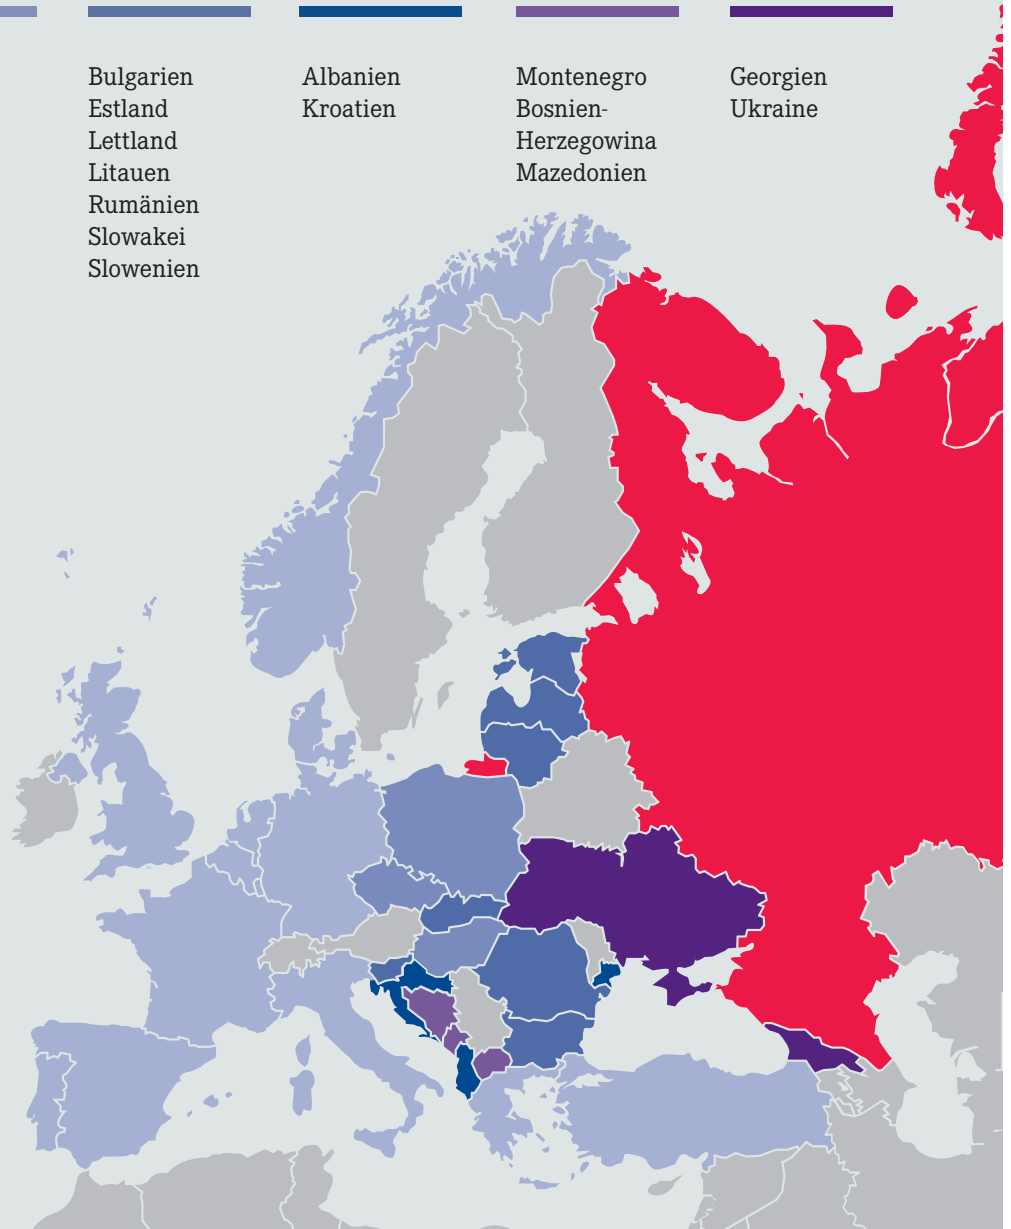 Bulgarien
Estland
Lettland
Litauen
Rumänien
Slowakei
Slowenien
Albanien
Kroatien
Montenegro
Bosnien-
Herzegowina
Mazedonien
Georgien
Ukraine